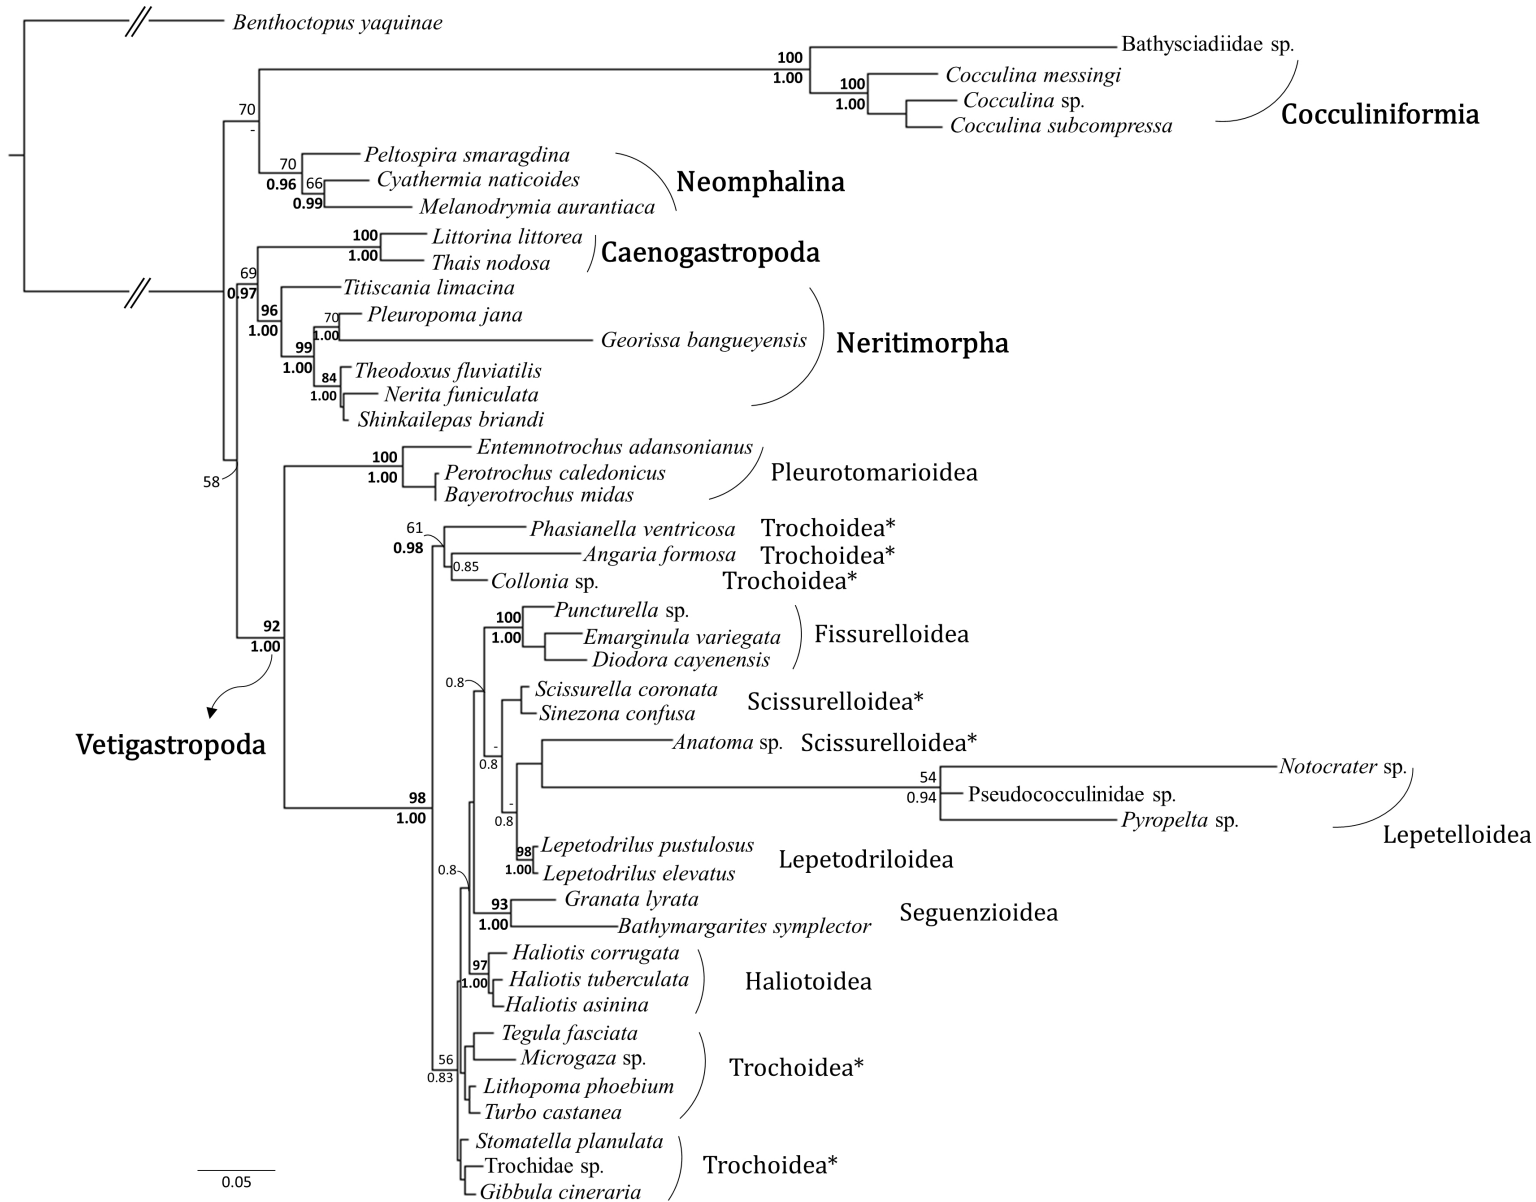 Benthoctopus yaquinae
Bathysciadiidae sp.
100
1.00
Cocculina messingi
100
1.00
Cocculina sp.
Cocculina subcompressa
Cocculiniformia
70
-
Peltospira smaragdina
70
0.96
Cyathermia naticoides
66
0.99
Melanodrymia aurantiaca
Neomphalina
Littorina littorea
100
1.00
Thais nodosa
Caenogastropoda
69
0.97
Titiscania limacina
96
1.00
Pleuropoma jana
70
1.00
Georissa bangueyensis
Neritimorpha
99
1.00
Theodoxus fluviatilis
84
1.00
Nerita funiculata
Shinkailepas briandi
58
Entemnotrochus adansonianus
100
1.00
Perotrochus caledonicus
Bayerotrochus midas
Pleurotomarioidea
61
0.98
Phasianella ventricosa Trochoidea*
Angaria formosa Trochoidea*
0.85
Collonia sp. Trochoidea*
Puncturella sp.
100
1.00
Emarginula variegata
Diodora cayenensis
Fissurelloidea
92
1.00
Vetigastropoda
0.8
Scissurella coronata
Sinezona confusa
Scissurelloidea*
-
0.8
Anatoma sp. Scissurelloidea*
Notocrater sp.
54
0.94
Pseudococculinidae sp.
Pyropelta sp.
Lepetelloidea
-
0.8
98
1.00
Lepetodrilus pustulosus
Lepetodrilus elevatus
Lepetodriloidea
98
1.00
0.8
Granata lyrata
93
1.00
Bathymargarites symplector
Seguenzioidea
Haliotis corrugata
97
1.00
Haliotis tuberculata
Haliotis asinina
Haliotoidea
Tegula fasciata
Microgaza sp.
56
0.83
Lithopoma phoebium
Turbo castanea
Trochoidea*
Stomatella planulata
Trochidae sp.
Gibbula cineraria
Trochoidea*
0.05